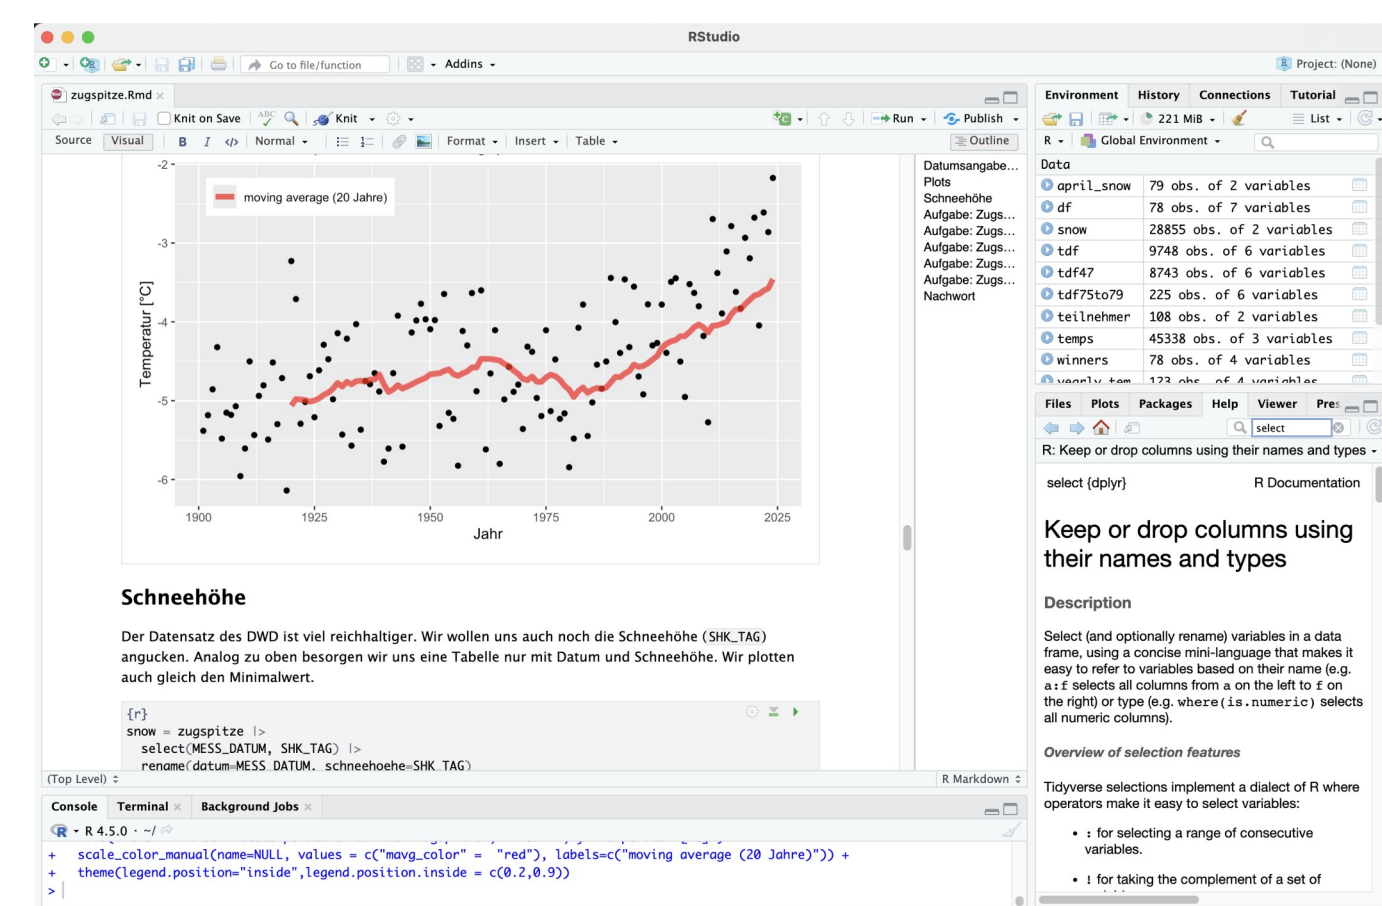 RStudio
Go to file/function
Addins
Project: (None)
zugspitze.Rmd
Knit on Save
ABC
Knit
Run
Publish
Source
Visual
B
I
</>
Normal
Format
Insert
Table
Outline
-2
-3
-4
-5
-6
moving average (20 Jahre)
Temperatur [°C]
1900
1925
1950
1975
2000
2025
Jahr
Schneehöhe
Der Datensatz des DWD ist viel reichhaltiger. Wir wollen uns auch noch die Schneehöhe (SHK_TAG)
angucken. Analog zu oben besorgen wir uns eine Tabelle nur mit Datum und Schneehöhe. Wir plotten
auch gleich den Minimalwert.
{r}
snow = zugspitze |>
select(MESS_DATUM, SHK_TAG) |>
rename(datum=MESS_DATUM, schneehoehe=SHK_TAG)
(Top Level)
R Markdown
Datumsangabe...
Plots
Schneehöhe
Aufgabe: Zugs...
Aufgabe: Zugs...
Aufgabe: Zugs...
Aufgabe: Zugs...
Aufgabe: Zugs...
Nachwort
Console
Terminal
Background Jobs
R 4.5.0 · ~/
+ scale_color_manual(name=NULL, values = c("mavg_color" = "red"), labels=c("moving average (20 Jahre)")) +
+ theme(legend.position="inside",legend.position.inside = c(0.2,0.9))
>
Environment
History
Connections
Tutorial
221 MiB
List
R
Global Environment
Data
april_snow 79 obs. of 2 variables
df 78 obs. of 7 variables
snow 28855 obs. of 2 variables
tdf 9748 obs. of 6 variables
tdf47 8743 obs. of 6 variables
tdf75to79 225 obs. of 6 variables
teilnehmer 108 obs. of 2 variables
temps 45338 obs. of 3 variables
winners 78 obs. of 4 variables
yearly_tem 123 obs. of 4 variables
Files
Plots
Packages
Help
Viewer
Pres
select
R: Keep or drop columns using their names and types
select {dplyr}
R Documentation
Keep or drop columns using
their names and types
Description
Select (and optionally rename) variables in a data
frame, using a concise mini-language that makes it
easy to refer to variables based on their name (e.g.
a:f selects all columns from a on the left to f on
the right) or type (e.g. where(is.numeric) selects
all numeric columns).
Overview of selection features
Tidyverse selections implement a dialect of R where
operators make it easy to select variables:
• : for selecting a range of consecutive
variables.
• ! for taking the complement of a set of